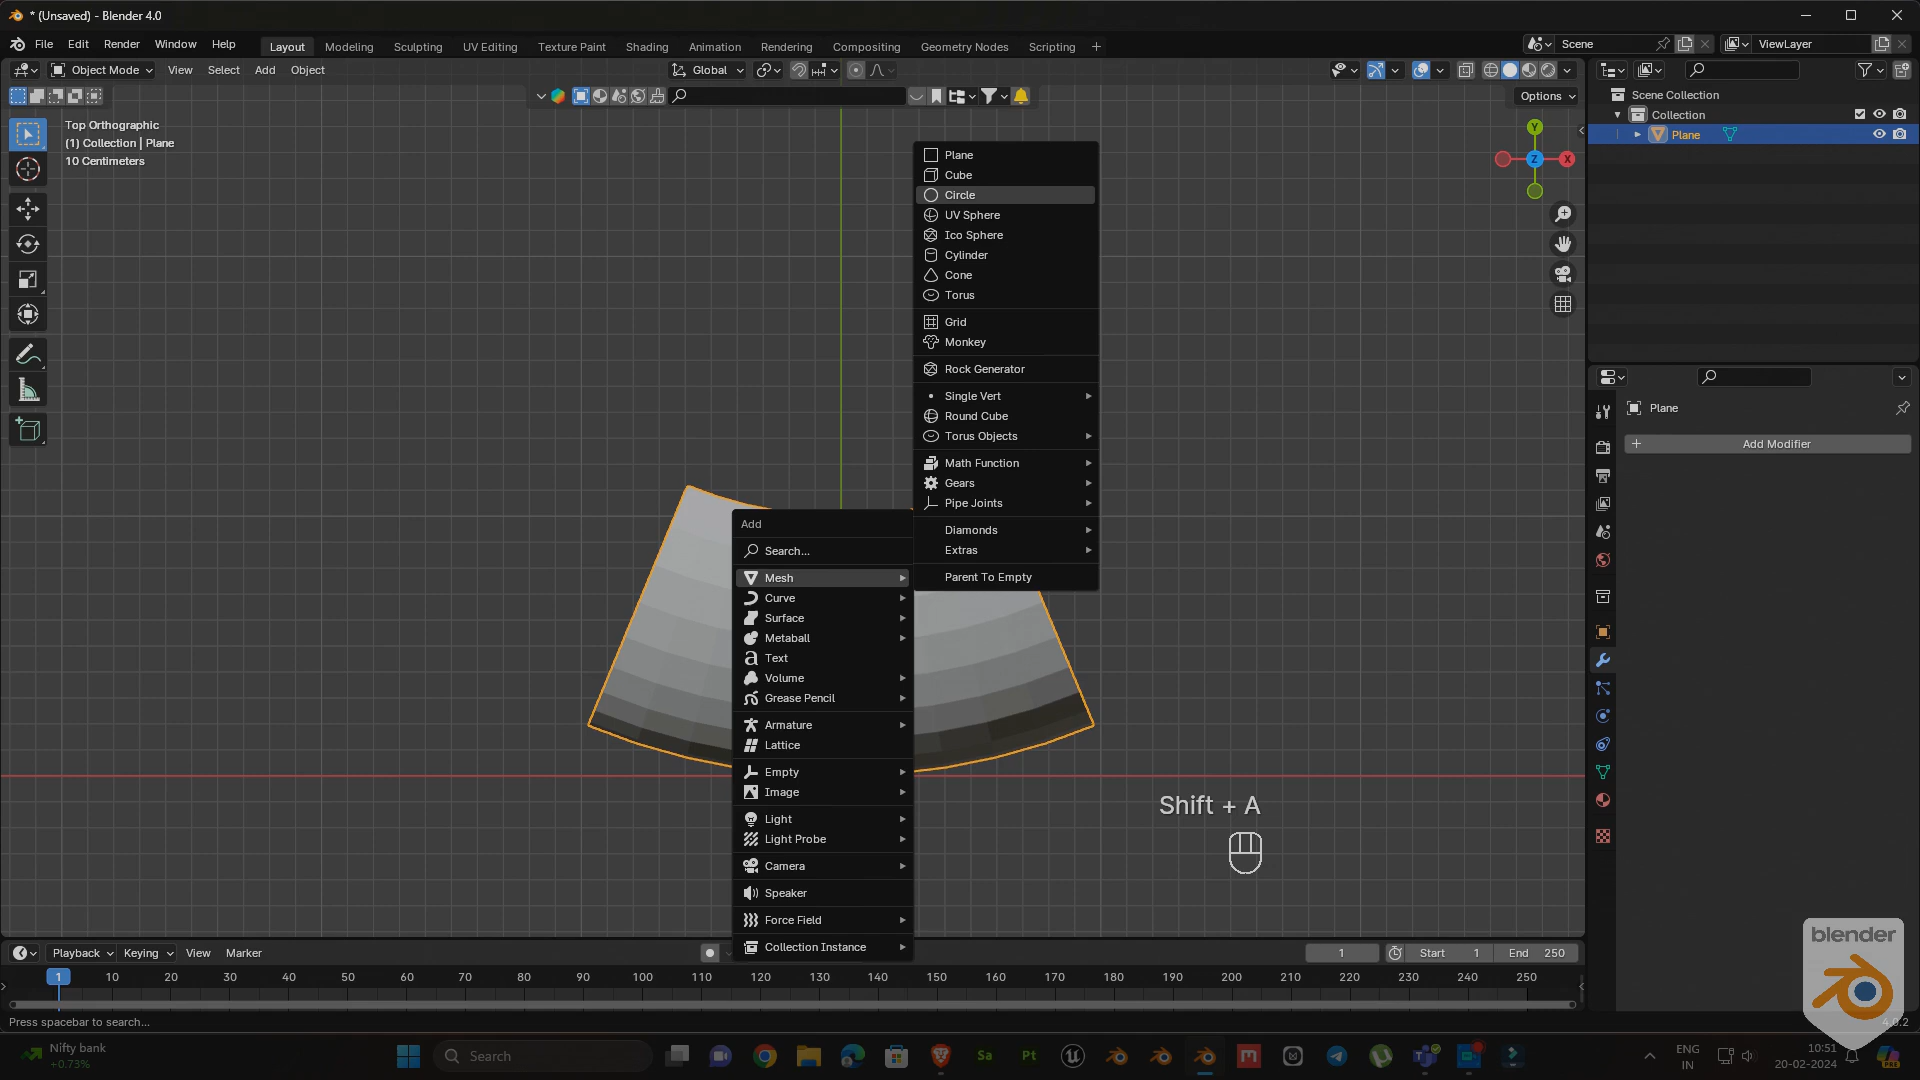 * (Unsaved) - Blender 4.0
File Edit Render Window Help Layout Modeling Sculpting UV Editing Texture Paint Shading Animation Rendering Compositing Geometry Nodes Scripting + Scene ViewLayer
Object Mode View Select Add Object Global
Options
Top Orthographic
(1) Collection | Plane
10 Centimeters
Y
X
Z
Scene Collection
Collection
Plane
Plane
Add Modifier
Plane
Cube
Circle
UV Sphere
Ico Sphere
Cylinder
Cone
Torus
Grid
Monkey
Rock Generator
Single Vert
Round Cube
Torus Objects
Math Function
Gears
Pipe Joints
Diamonds
Extras
Parent To Empty
Add
Search...
Mesh
Curve
Surface
Metaball
Text
Volume
Grease Pencil
Armature
Lattice
Empty
Image
Light
Light Probe
Camera
Speaker
Force Field
Collection Instance
Shift + A
Playback Keying View Marker 1 Start 1 End 250
1 10 20 30 40 50 60 70 80 90 100 110 120 130 140 150 160 170 180 190 200 210 220 230 240 250
Press spacebar to search...
blender
4.0.2
Nifty bank
+0.73%
Search
Sa
Pt
ENG
IN
10:51
20-02-2024